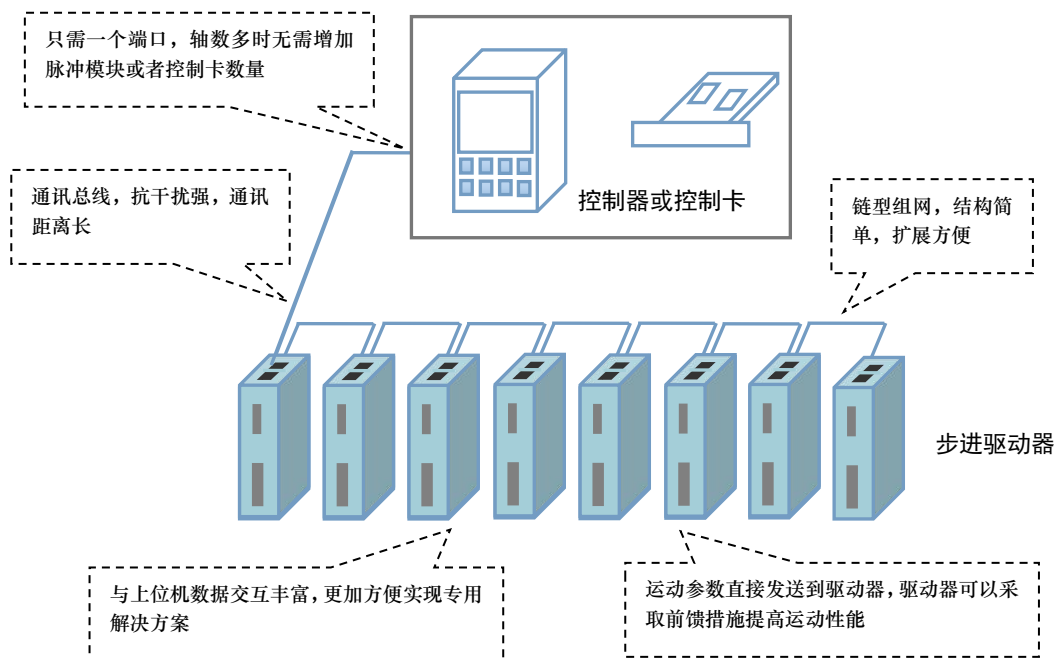 只需一个端口，轴数多时无需增加
脉冲模块或者控制卡数量
通讯总线，抗干扰强，通讯
距离长
控制器或控制卡
链型组网，结构简
单，扩展方便
步进驱动器
与上位机数据交互丰富，更加方便实现专用
解决方案
运动参数直接发送到驱动器，驱动器可以采
取前馈措施提高运动性能